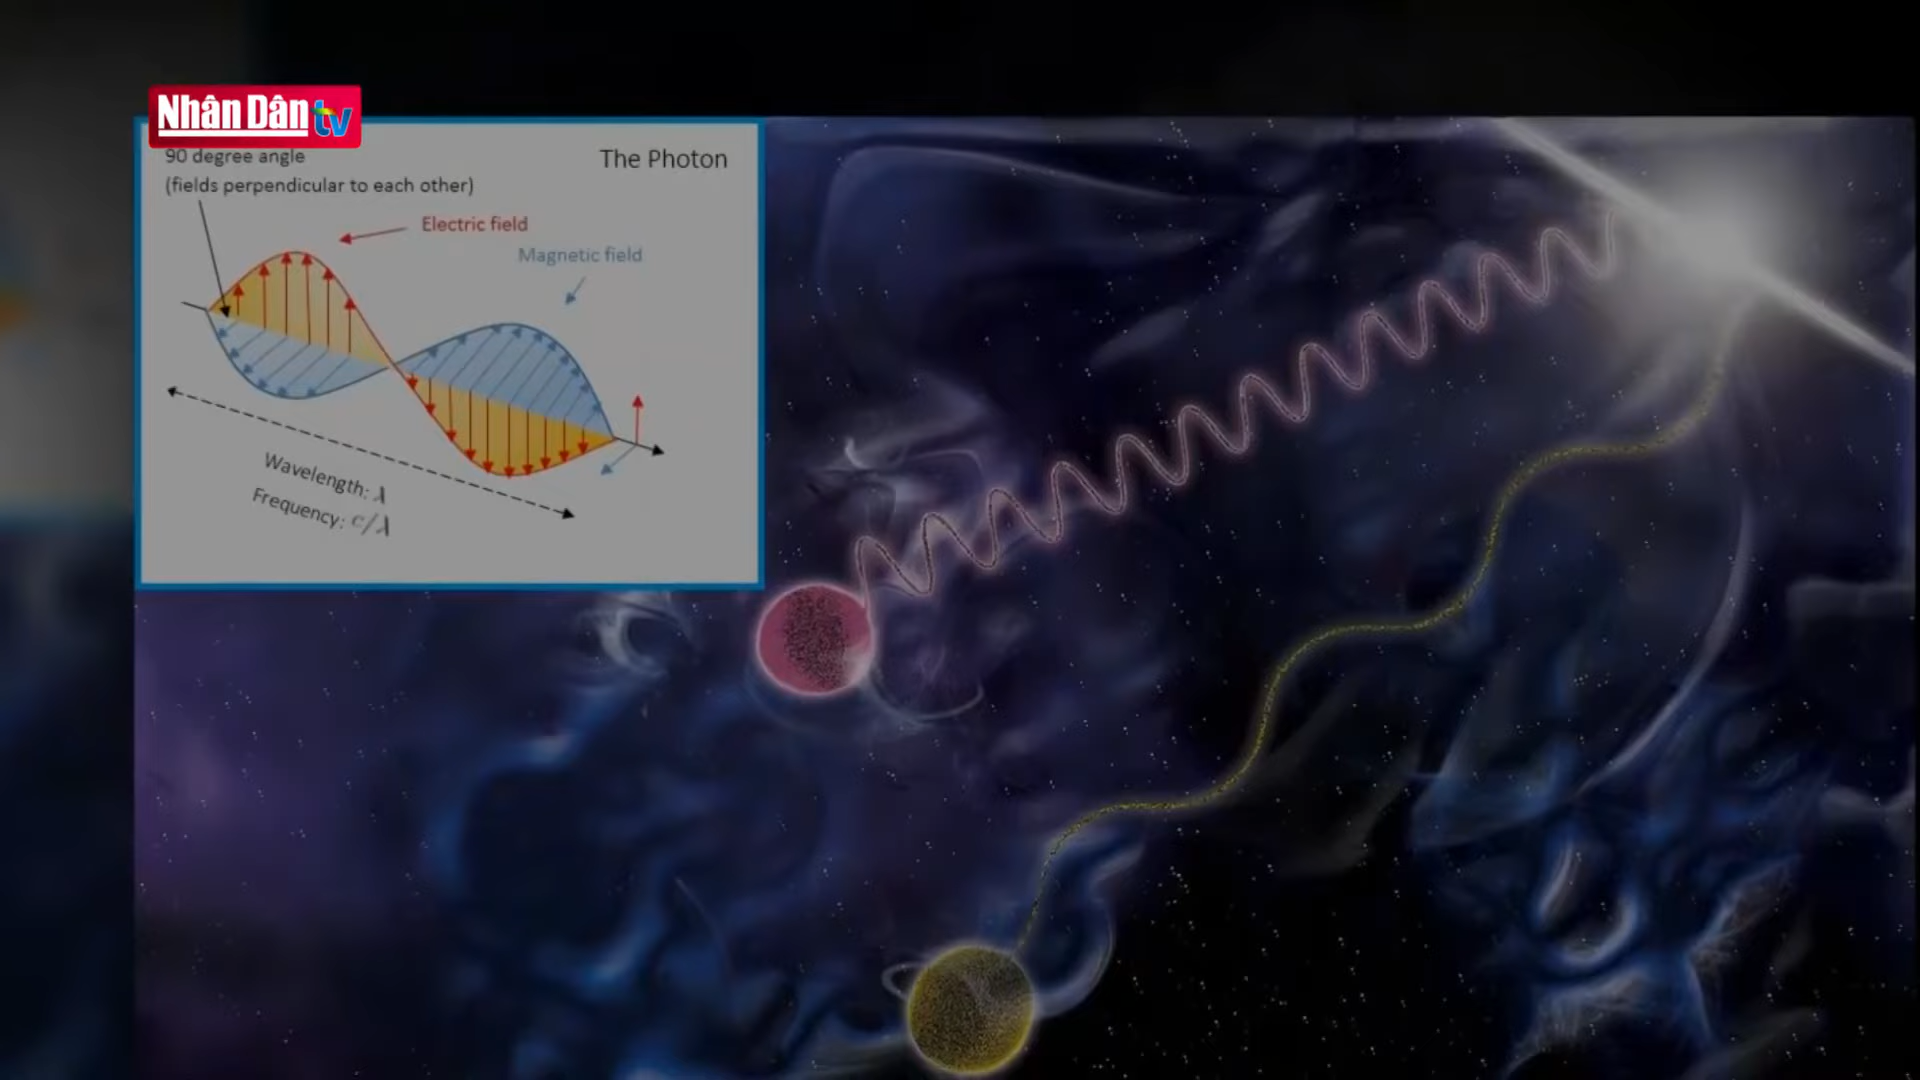 Nhân Dân tv
90 degree angle
(fields perpendicular to each other)
The Photon
Electric field
Magnetic field
Wavelength: λ
Frequency: c/λ